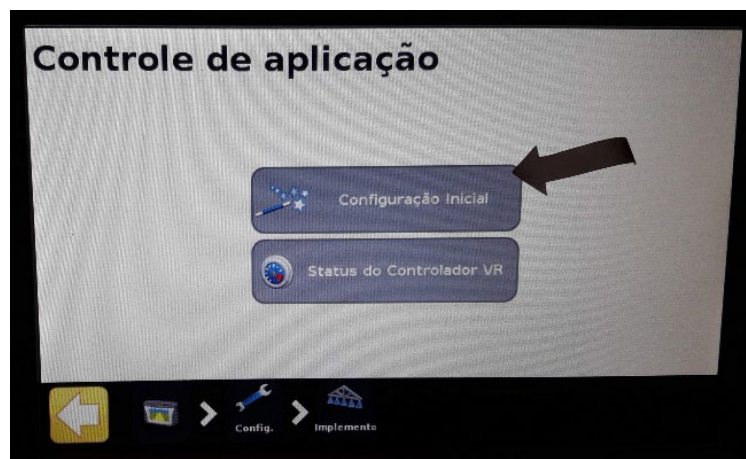 Controle de aplicação
Configuração Inicial
Status do Controlador VR
Config.
Implemento